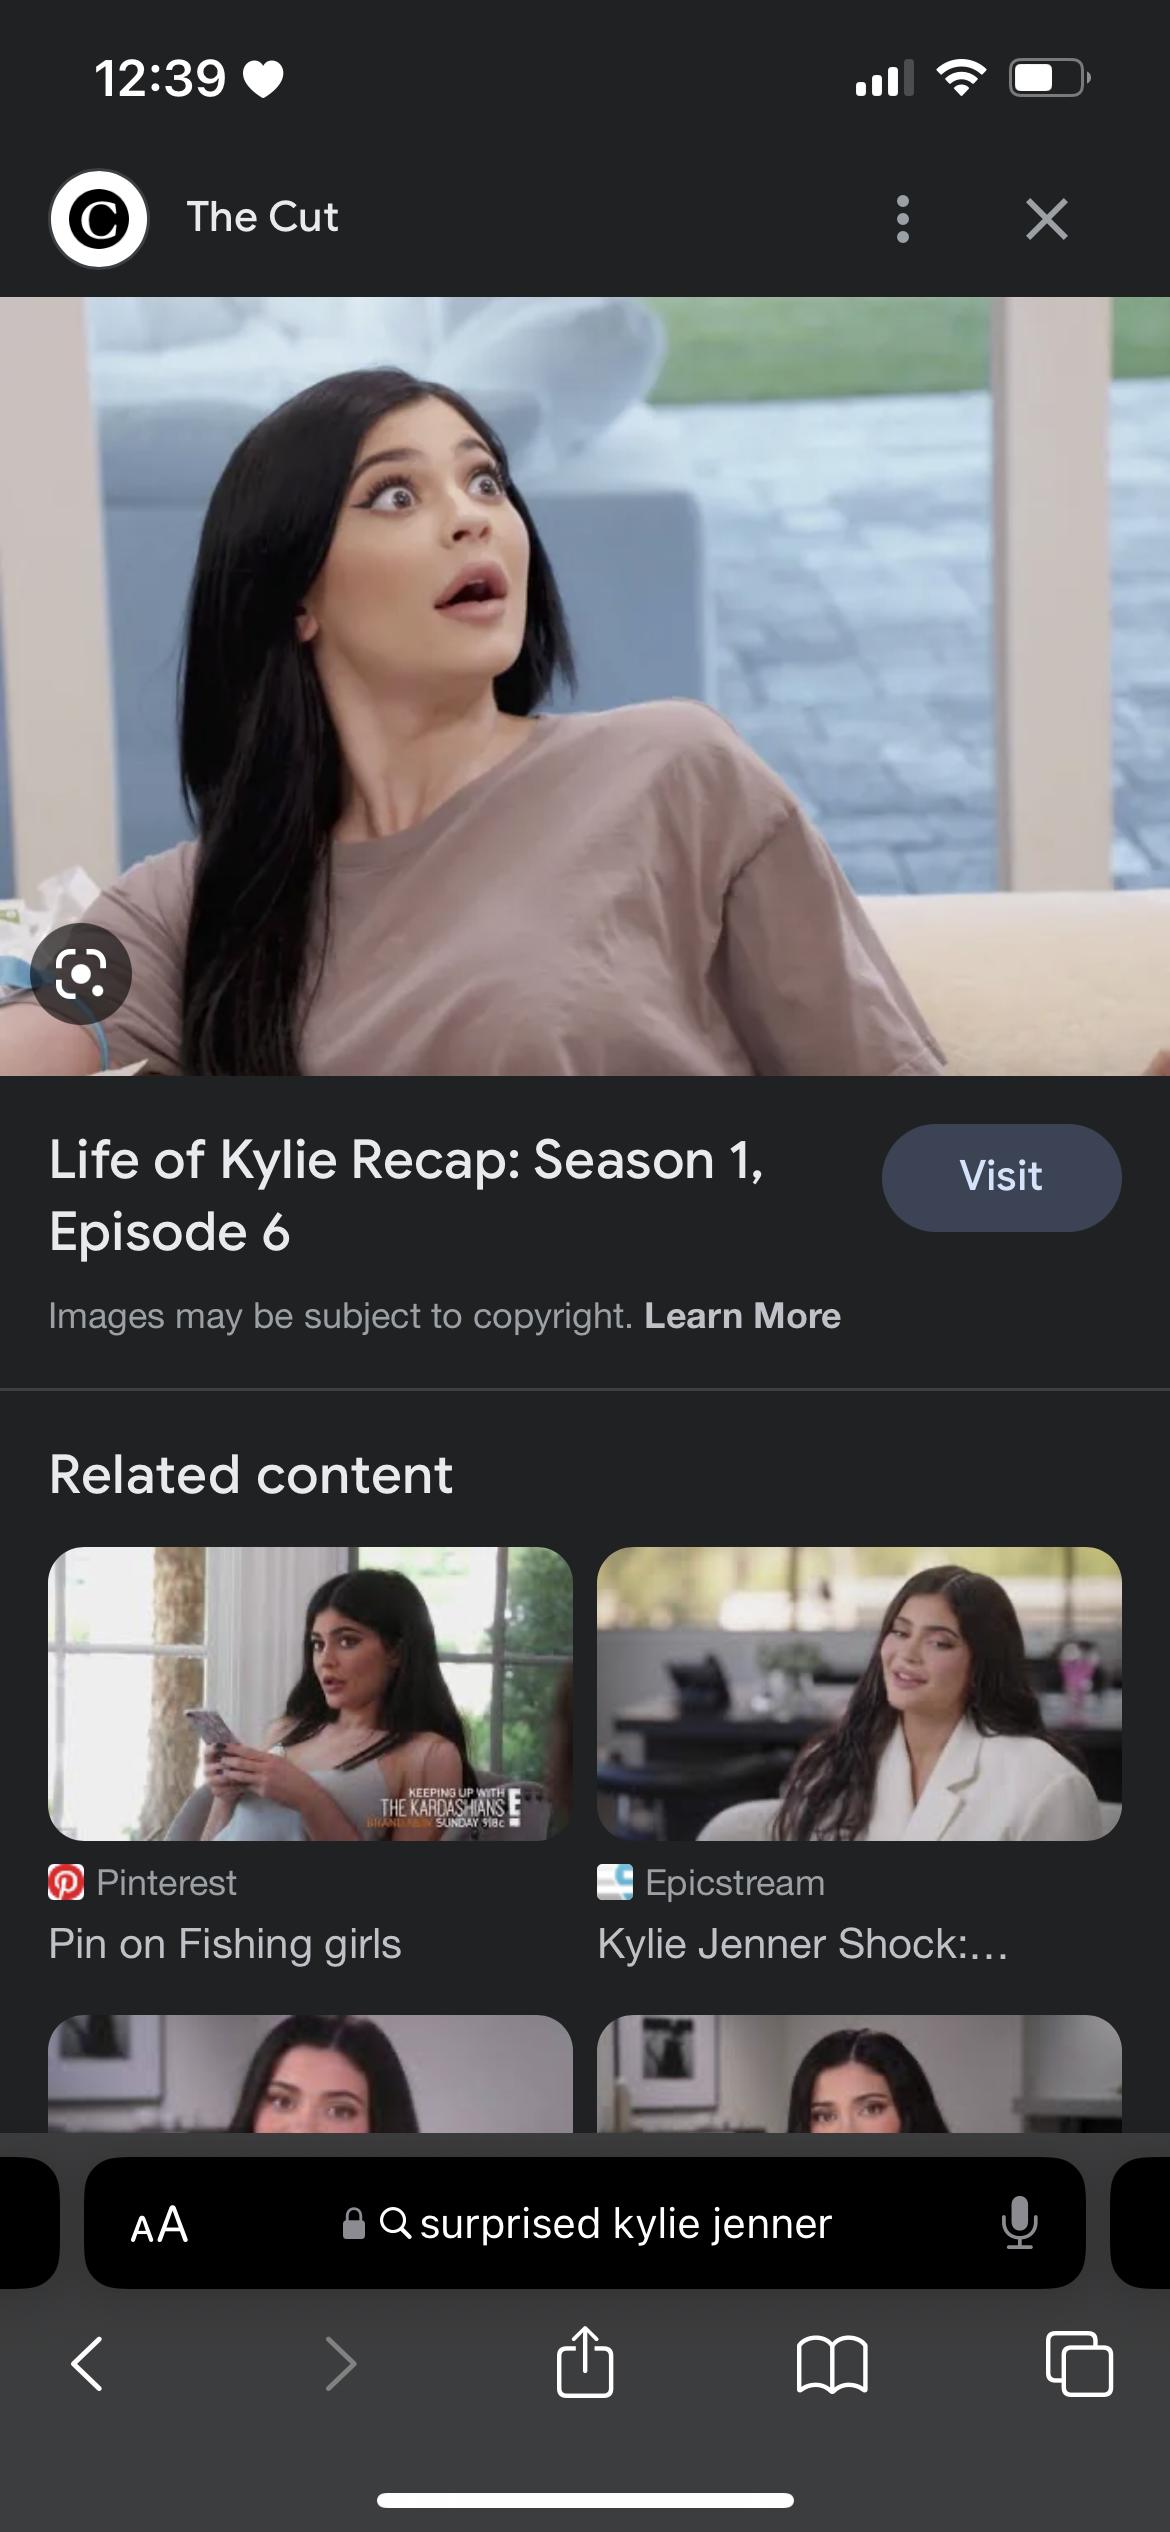 12:39
C The Cut
Life of Kylie Recap: Season 1,
Episode 6
Visit
Images may be subject to copyright. Learn More
Related content
KEEPING UP WITH
THE KARDASHIANS E
SUNDAY 9|8c
Pinterest
Pin on Fishing girls
Epicstream
Kylie Jenner Shock:...
AA surprised kylie jenner